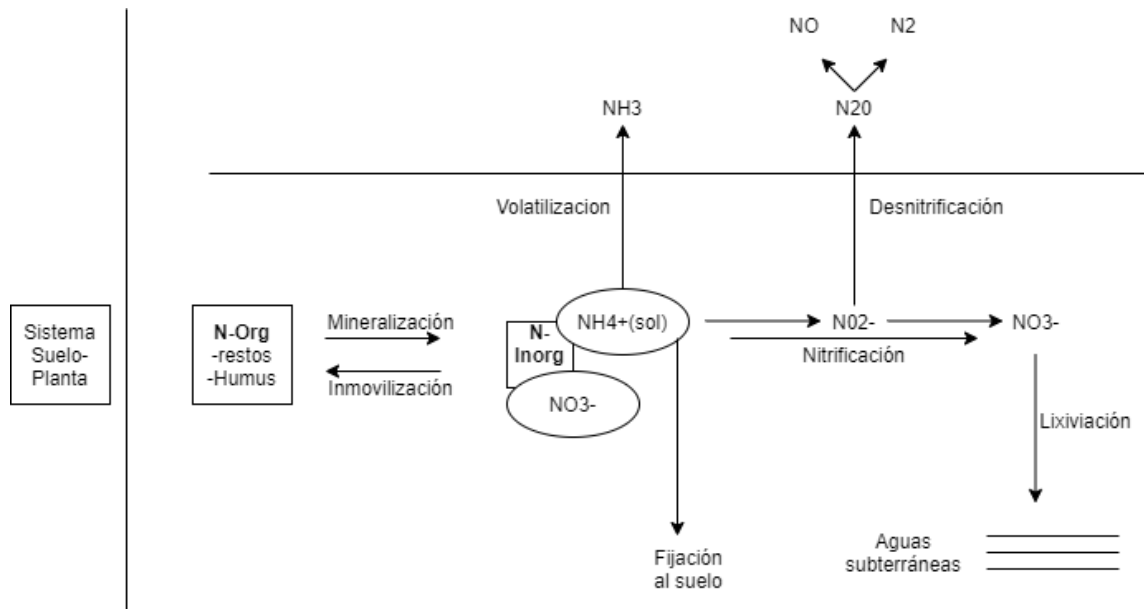 NO
N2
NH3
N20
Volatilizacion
Desnitrificación
Sistema
Suelo-
Planta
N-Org
-restos
-Humus
Mineralización
Inmovilización
N-
Inorg
NH4+(sol)
NO3-
N02-
Nitrificación
NO3-
Lixiviación
Fijación
al suelo
Aguas
subterráneas